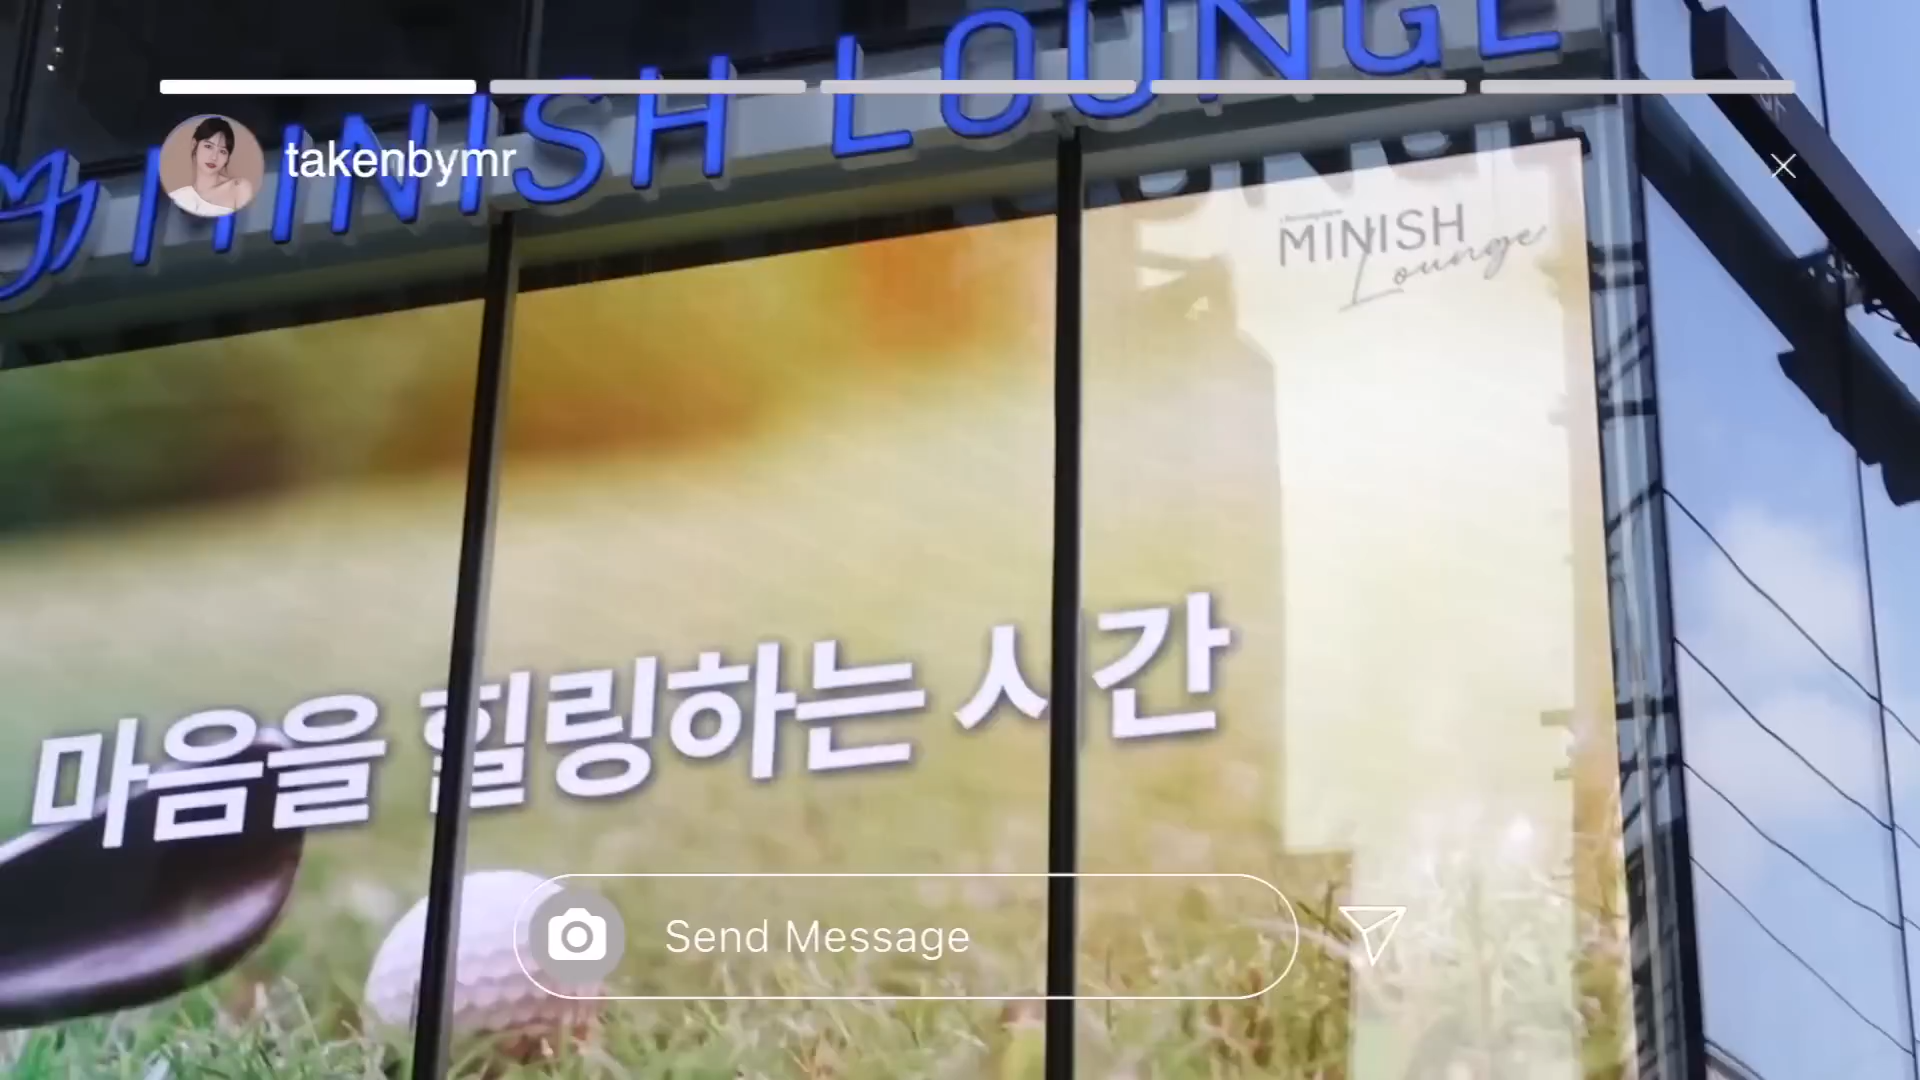 MINISH LOUNGE
takenbymr
MINISH
Lounge
마음을 힐링하는 시간
Send Message